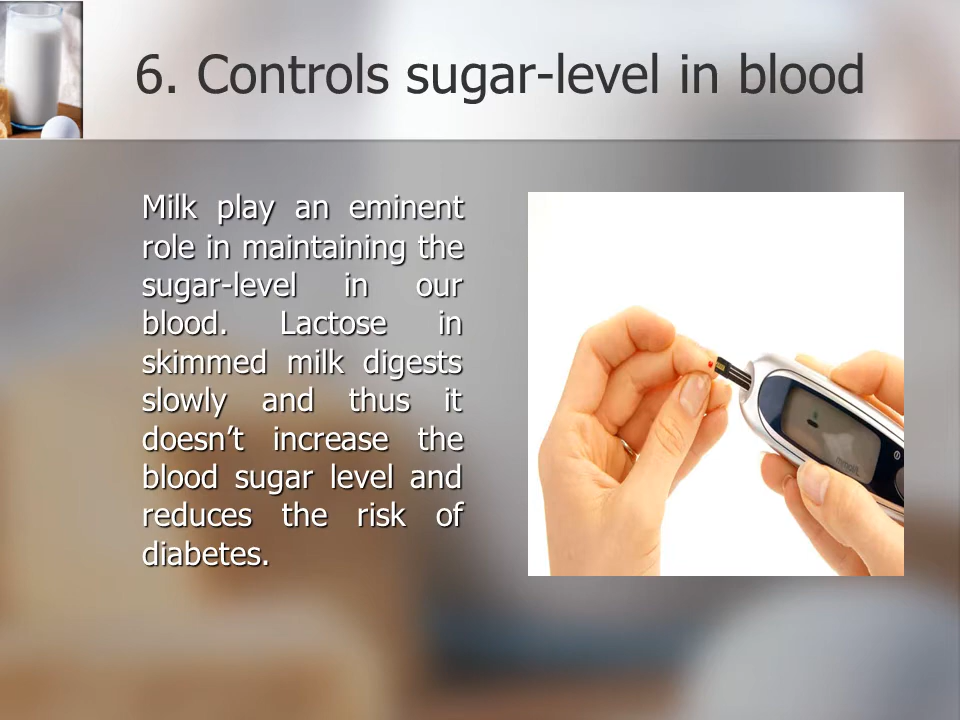 6. Controls sugar-level in blood
Milk play an eminent
role in maintaining the
sugar-level in our
blood. Lactose in
skimmed milk digests
slowly and thus it
doesn’t increase the
blood sugar level and
reduces the risk of
diabetes.
mmol/L